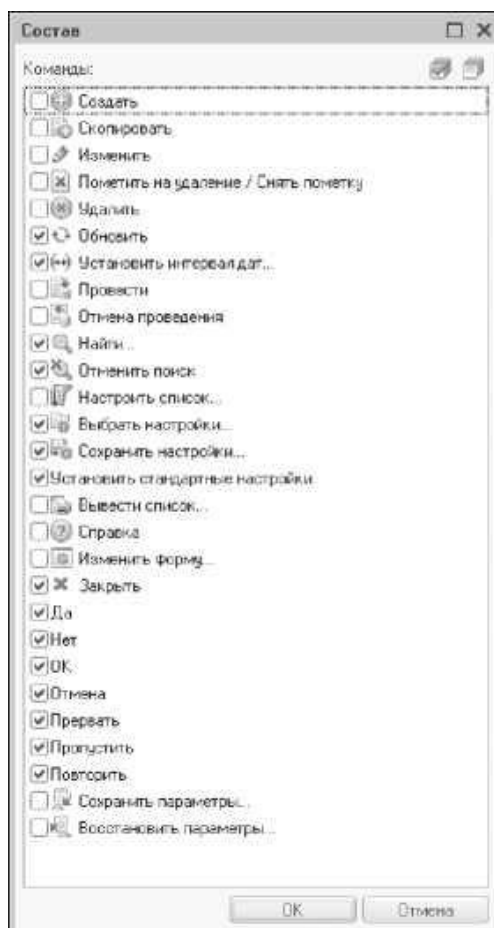 Состав
Команды:
Создать
Скопировать
Изменить
Пометить на удаление / Снять пометку
Удалить
Обновить
Установить интервал дат...
Провести
Отмена проведения
Найти...
Отменить поиск
Настроить список...
Выбрать настройки...
Сохранить настройки...
Установить стандартные настройки
Вывести список...
Справка
Изменить форму...
Закрыть
Да
Нет
OK
Отмена
Прервать
Пропустить
Повторить
Сохранить параметры...
Восстановить параметры...
OK Отмена